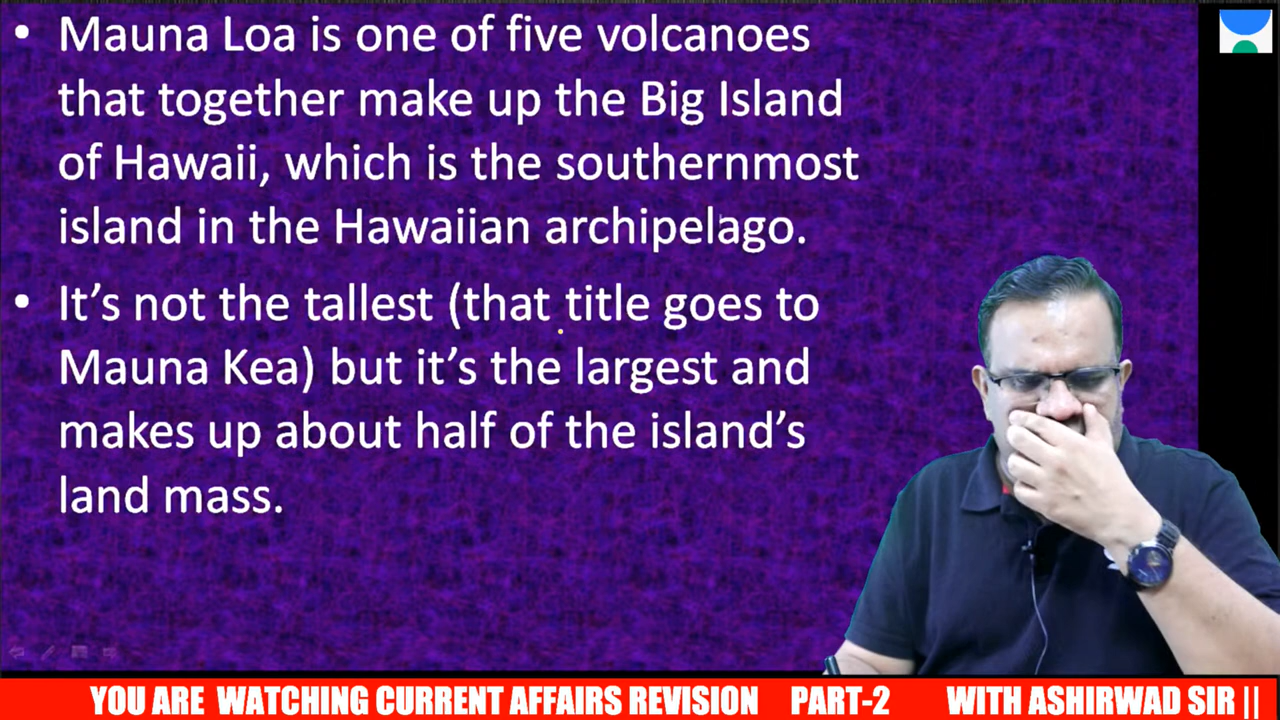 • Mauna Loa is one of five volcanoes
that together make up the Big Island
of Hawaii, which is the southernmost
island in the Hawaiian archipelago.
• It’s not the tallest (that title goes to
Mauna Kea) but it’s the largest and
makes up about half of the island’s
land mass.
YOU ARE WATCHING CURRENT AFFAIRS REVISION PART-2 WITH ASHIRWAD SIR ||